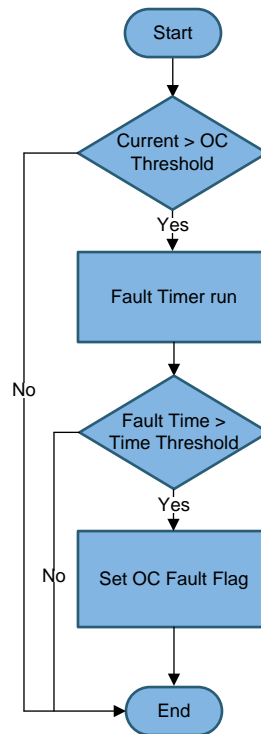 Start
Current > OC
Threshold
Yes
Fault Timer run
No
Fault Time >
Time Threshold
Yes
No
Set OC Fault Flag
End